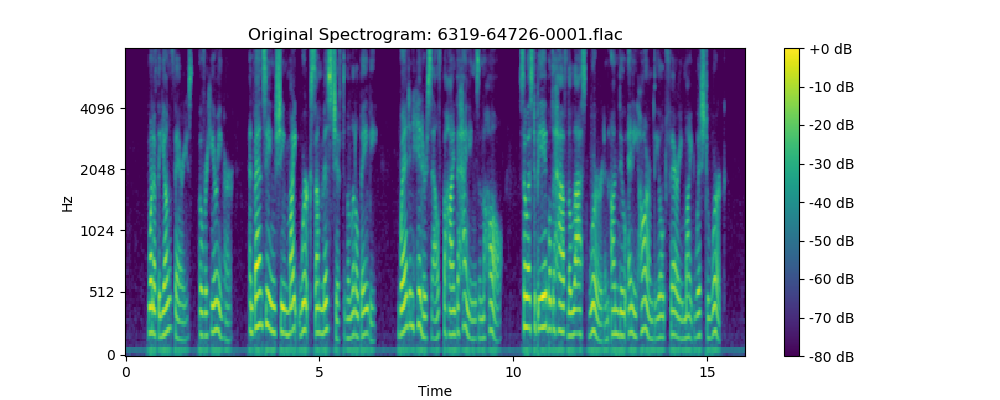 Original Spectrogram: 6319-64726-0001.flac
Hz
4096
2048
1024
512
0
0 5 10 15
Time
+0 dB
-10 dB
-20 dB
-30 dB
-40 dB
-50 dB
-60 dB
-70 dB
-80 dB